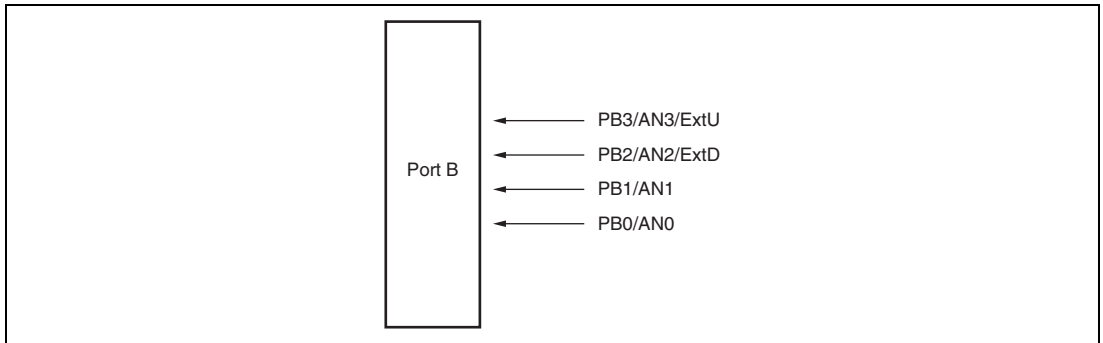 Port B
PB3/AN3/ExtU
PB2/AN2/ExtD
PB1/AN1
PB0/AN0